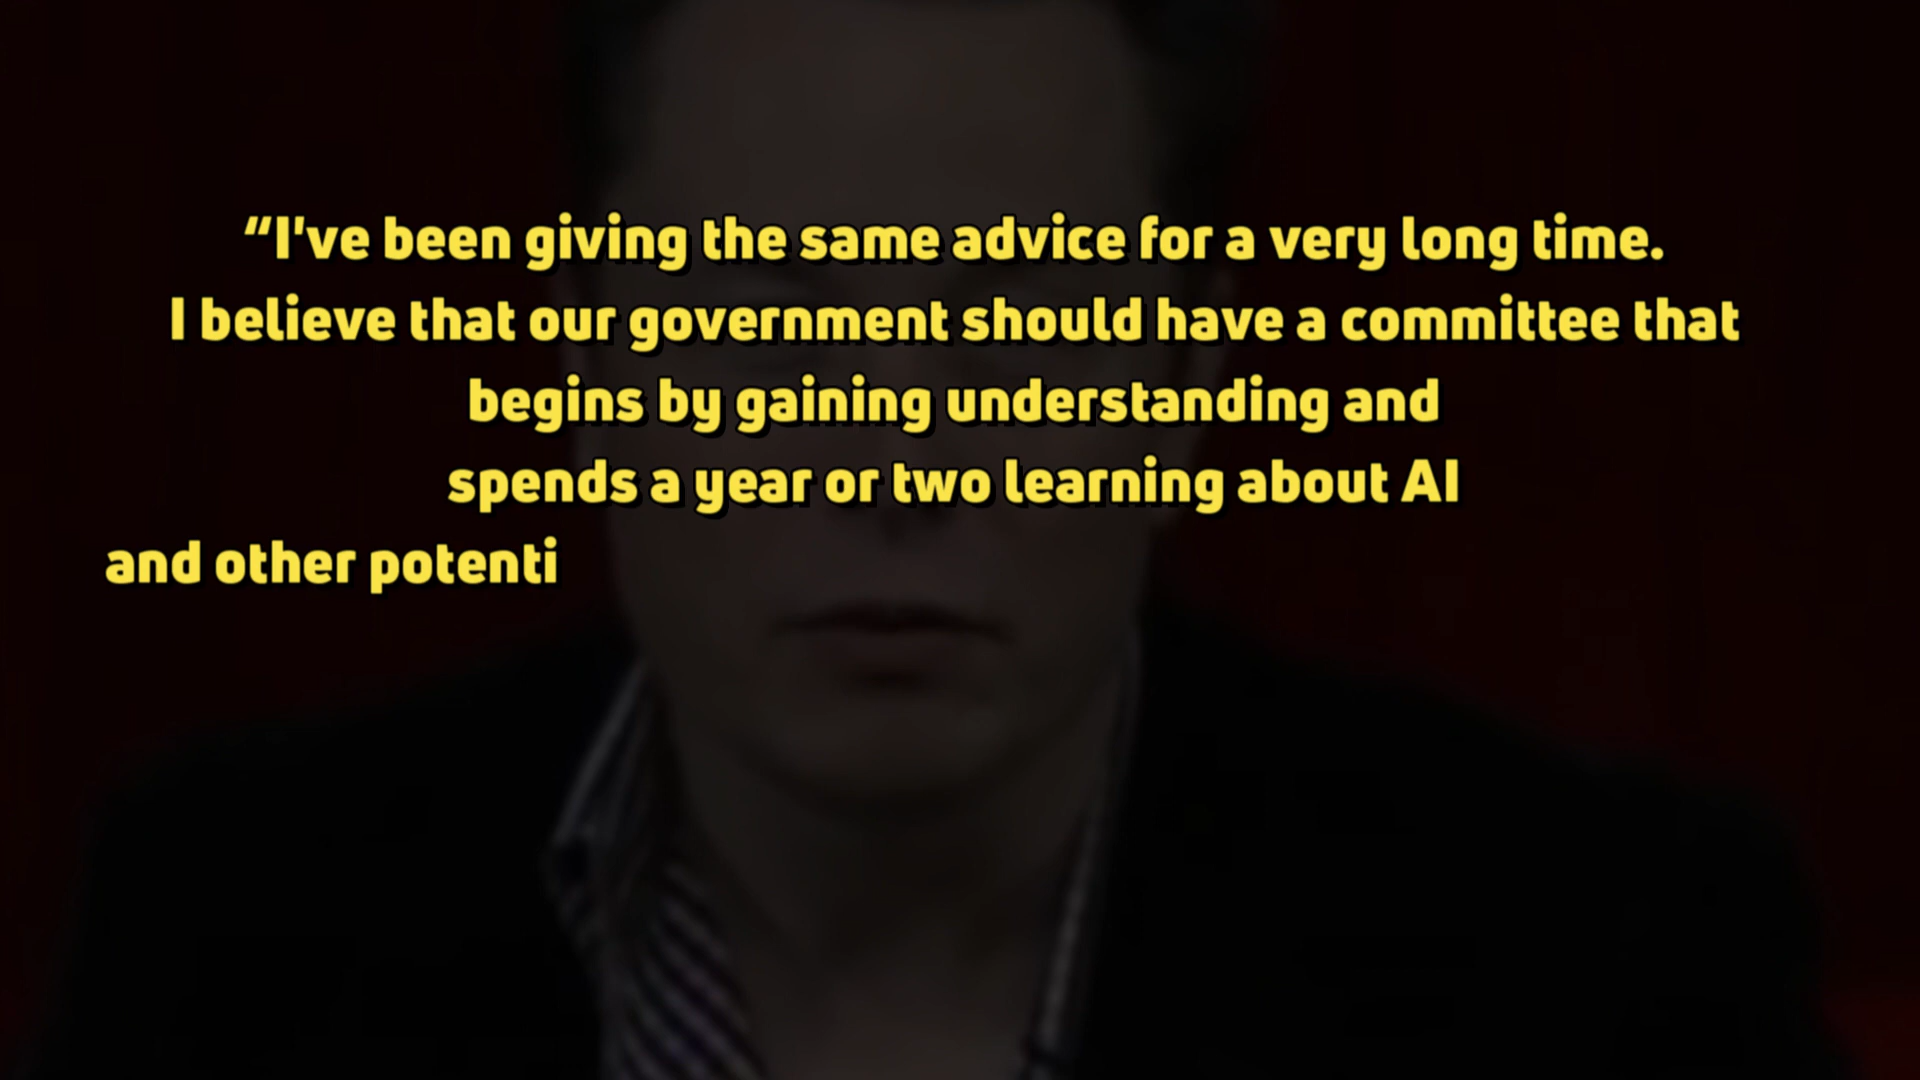 “I've been giving the same advice for a very long time.
I believe that our government should have a committee that
begins by gaining understanding and
spends a year or two learning about AI
and other potenti